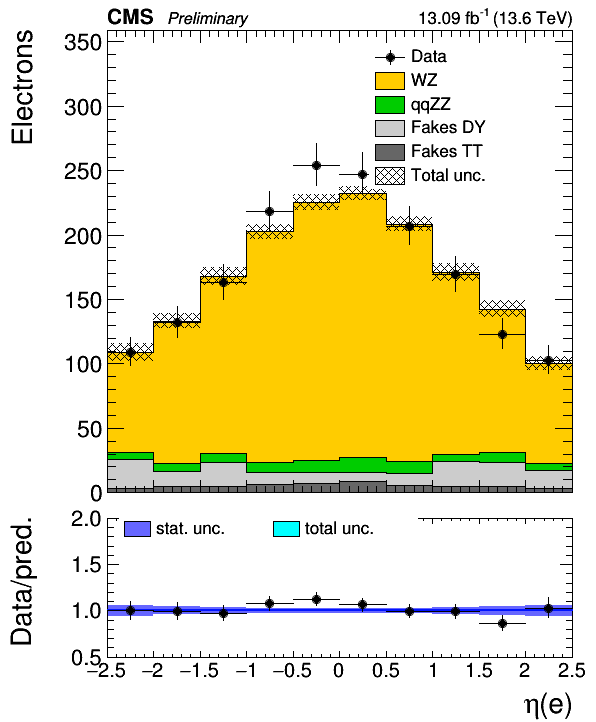 CMS Preliminary 13.09 fb⁻¹ (13.6 TeV)
Electrons
350
300
250
200
150
100
50
0
Data
WZ
qqZZ
Fakes DY
Fakes TT
Total unc.
Data/pred.
2.0
1.5
1.0
0.5
stat. unc. total unc.
−2.5 −2 −1.5 −1 −0.5 0 0.5 1 1.5 2 2.5
η(e)